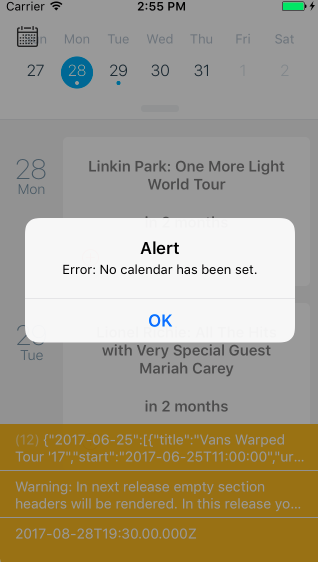 Carrier 2:55 PM
Mon Tue Wed Thu Fri Sat
27 28 29 30 31 1 2
28
Mon
Linkin Park: One More Light
World Tour
in 2 months
Alert
Error: No calendar has been set.
OK
Tue
with Very Special Guest
Mariah Carey
in 2 months
(12) {"2017-06-25":[{"title":"Vans Warped
Tour '17","start":"2017-06-25T11:00:00","ur...
Warning: In next release empty section
headers will be rendered. In this release yo...
2017-08-28T19:30.00.000Z